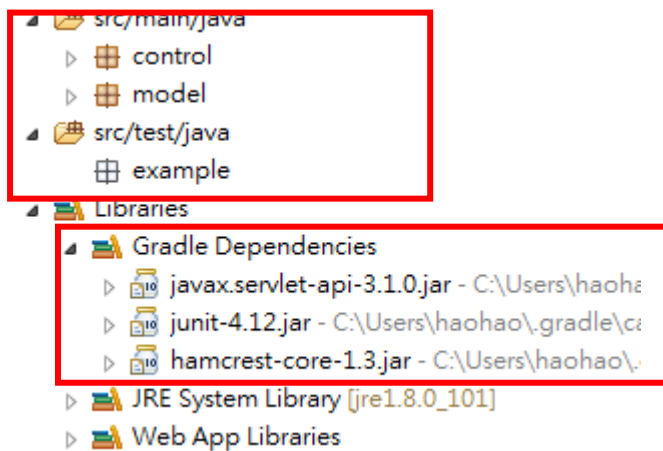 src/main/java
control
model
src/test/java
example
Libraries
Gradle Dependencies
javax.servlet-api-3.1.0.jar - C:\Users\haoha
junit-4.12.jar - C:\Users\haohao\.gradle\ca
hamcrest-core-1.3.jar - C:\Users\haohao\.
JRE System Library [jre1.8.0_101]
Web App Libraries